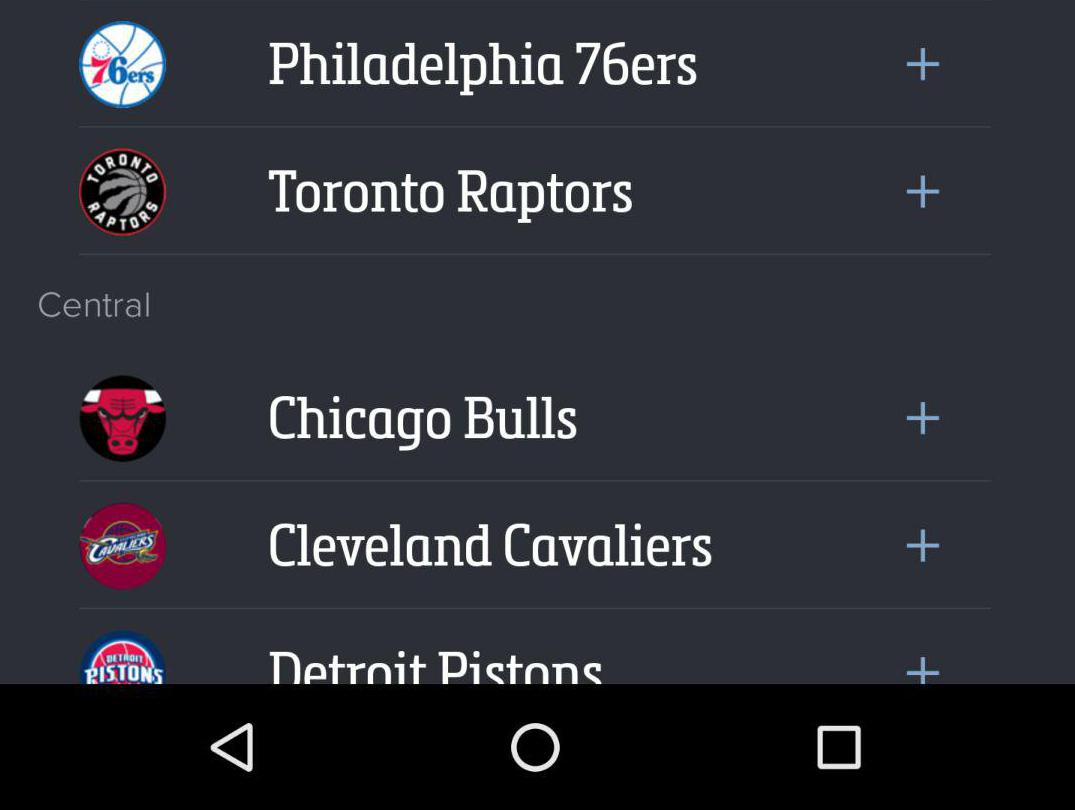 76ers
Philadelphia 76ers
+
TORONTO
RAPTORS
Toronto Raptors
+
Central
Chicago Bulls
+
CAVALIERS
Cleveland Cavaliers
+
DETROIT
PISTONS
Detroit Pistons
+